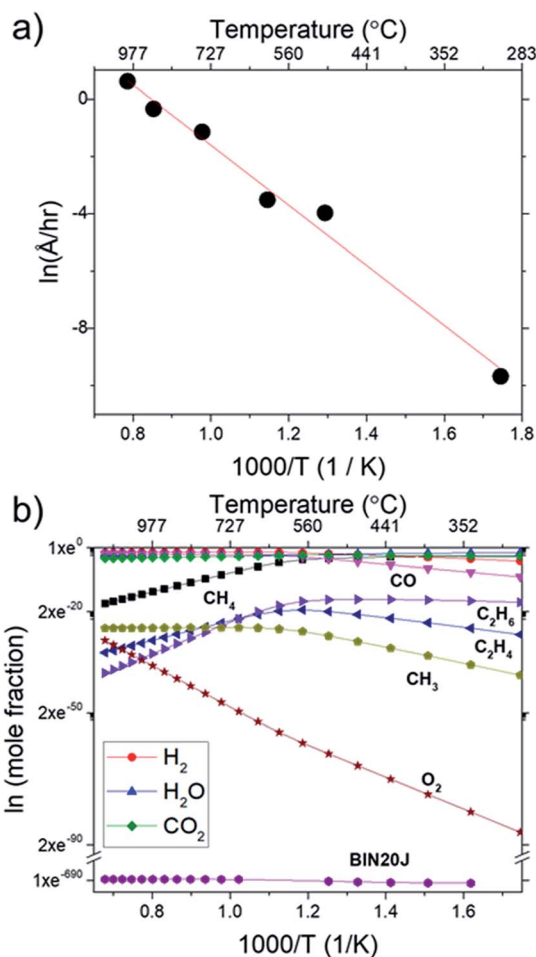 a)
Temperature (°C)
977 727 560 441 352 283
0
-4
-8
ln(Å/hr)
0.8 1.0 1.2 1.4 1.6 1.8
1000/T (1 / K)
b)
Temperature (°C)
977 727 560 441 352
1xe^0
2xe^-20
2xe^-50
2xe^-90
1xe^-690
ln (mole fraction)
CO
CH₄
C₂H₆
C₂H₄
CH₃
O₂
H₂
H₂O
CO₂
BIN20J
0.8 1.0 1.2 1.4 1.6
1000/T (1/K)